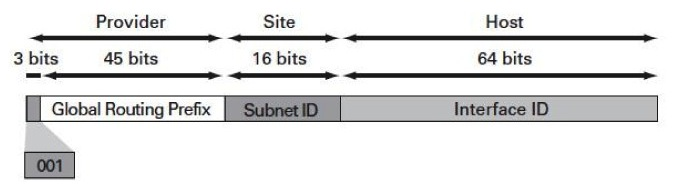 Provider Site Host
3 bits 45 bits 16 bits 64 bits
Global Routing Prefix Subnet ID Interface ID
001